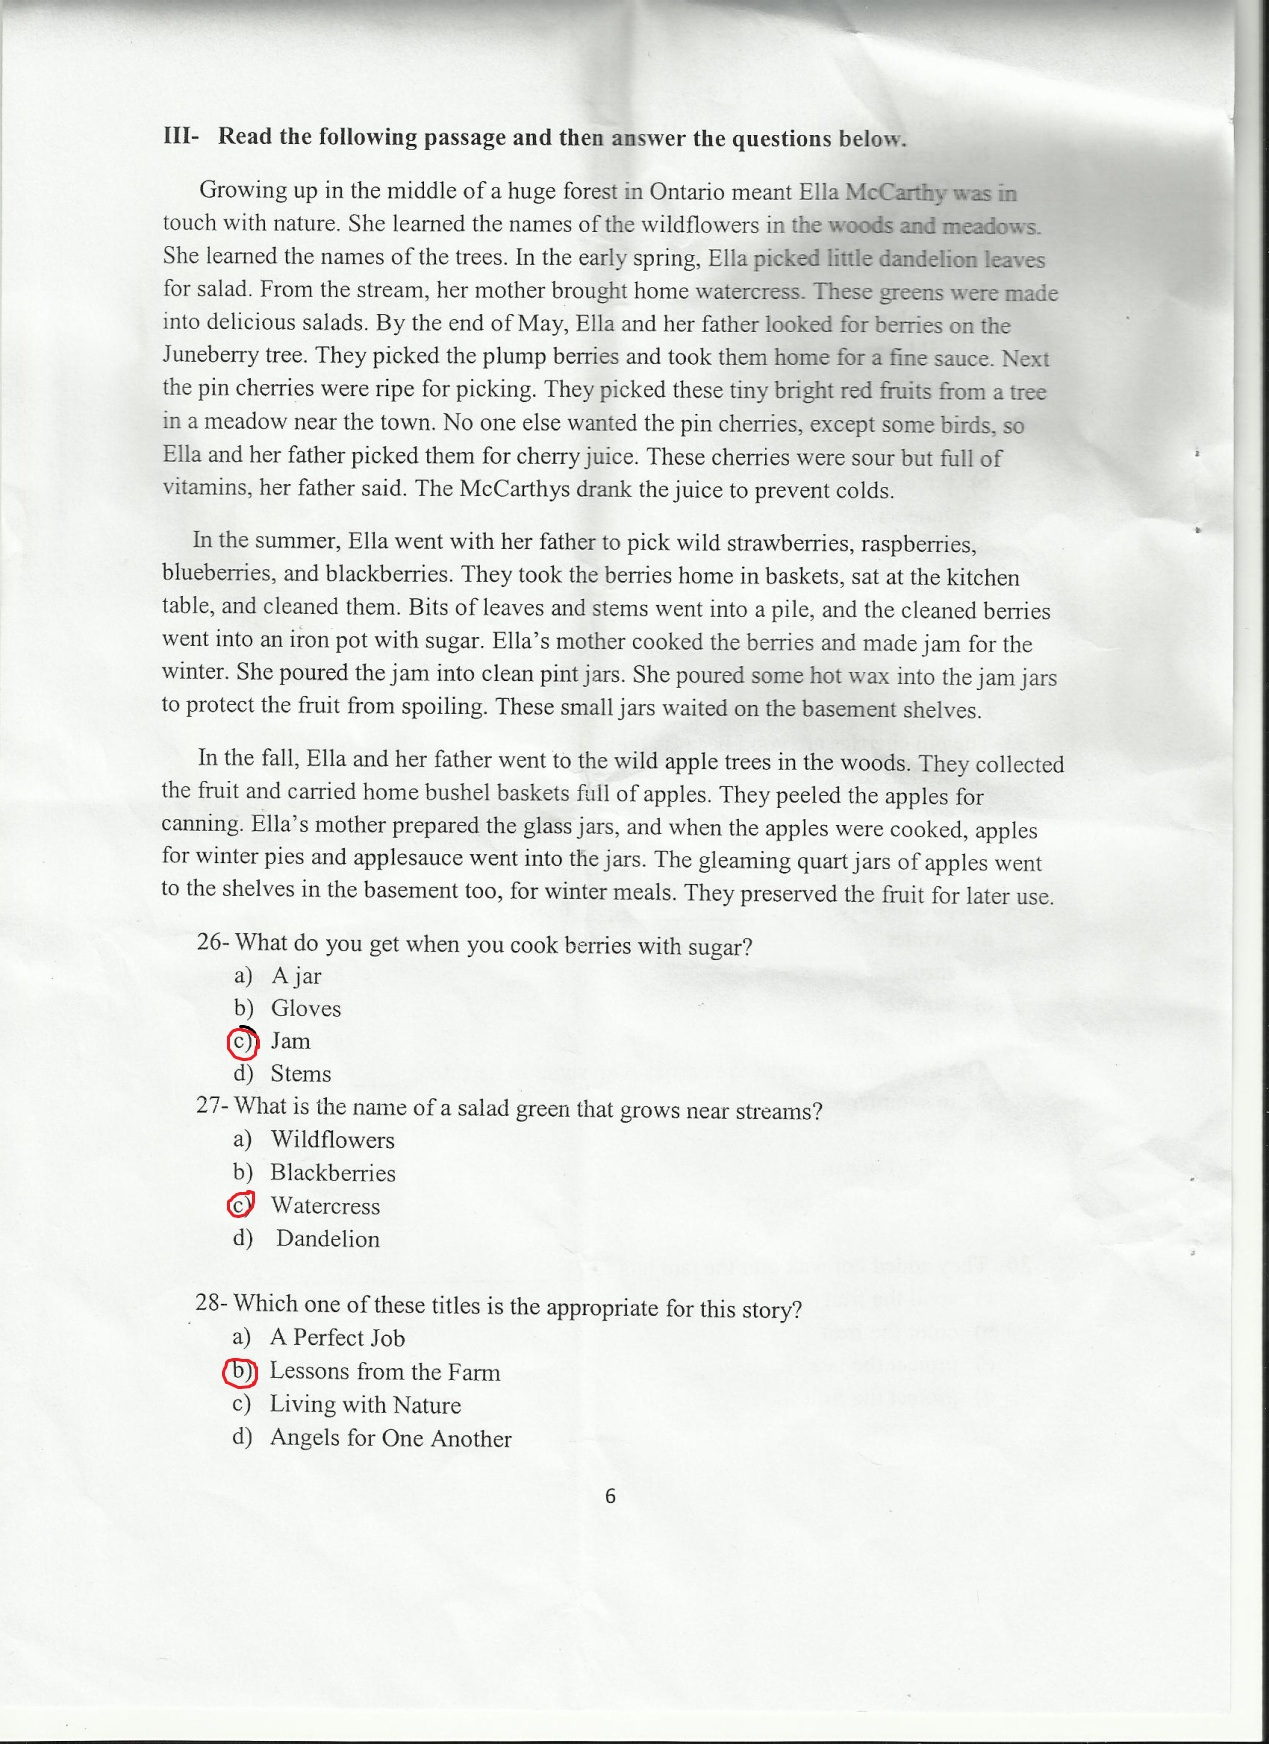 III- Read the following passage and then answer the questions below.
Growing up in the middle of a huge forest in Ontario meant Ella McCarthy was in
touch with nature. She learned the names of the wildflowers in the woods and meadows.
She learned the names of the trees. In the early spring, Ella picked little dandelion leaves
for salad. From the stream, her mother brought home watercress. These greens were made
into delicious salads. By the end of May, Ella and her father looked for berries on the
Juneberry tree. They picked the plump berries and took them home for a fine sauce. Next
the pin cherries were ripe for picking. They picked these tiny bright red fruits from a tree
in a meadow near the town. No one else wanted the pin cherries, except some birds, so
Ella and her father picked them for cherry juice. These cherries were sour but full of
vitamins, her father said. The McCarthys drank the juice to prevent colds.
In the summer, Ella went with her father to pick wild strawberries, raspberries,
blueberries, and blackberries. They took the berries home in baskets, sat at the kitchen
table, and cleaned them. Bits of leaves and stems went into a pile, and the cleaned berries
went into an iron pot with sugar. Ella's mother cooked the berries and made jam for the
winter. She poured the jam into clean pint jars. She poured some hot wax into the jam jars
to protect the fruit from spoiling. These small jars waited on the basement shelves.
In the fall, Ella and her father went to the wild apple trees in the woods. They collected
the fruit and carried home bushel baskets full of apples. They peeled the apples for
canning. Ella's mother prepared the glass jars, and when the apples were cooked, apples
for winter pies and applesauce went into the jars. The gleaming quart jars of apples went
to the shelves in the basement too, for winter meals. They preserved the fruit for later use.
26- What do you get when you cook berries with sugar?
a) A jar
b) Gloves
c) Jam
d) Stems
27- What is the name of a salad green that grows near streams?
a) Wildflowers
b) Blackberries
c) Watercress
d) Dandelion
28- Which one of these titles is the appropriate for this story?
a) A Perfect Job
b) Lessons from the Farm
c) Living with Nature
d) Angels for One Another
6